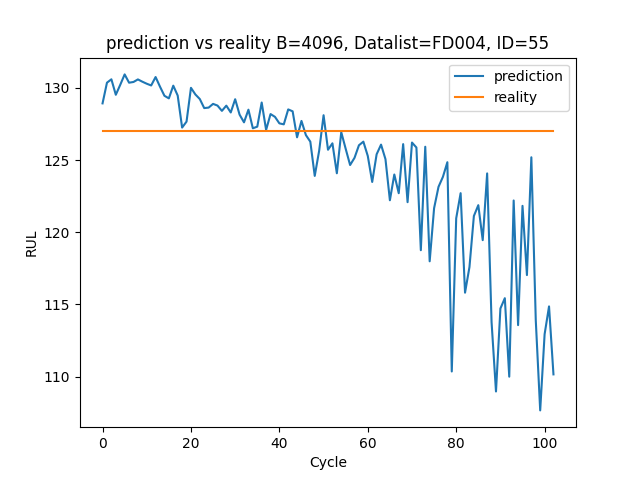 prediction vs reality B=4096, Datalist=FD004, ID=55
prediction
reality
RUL
130
125
120
115
110
0 20 40 60 80 100
Cycle